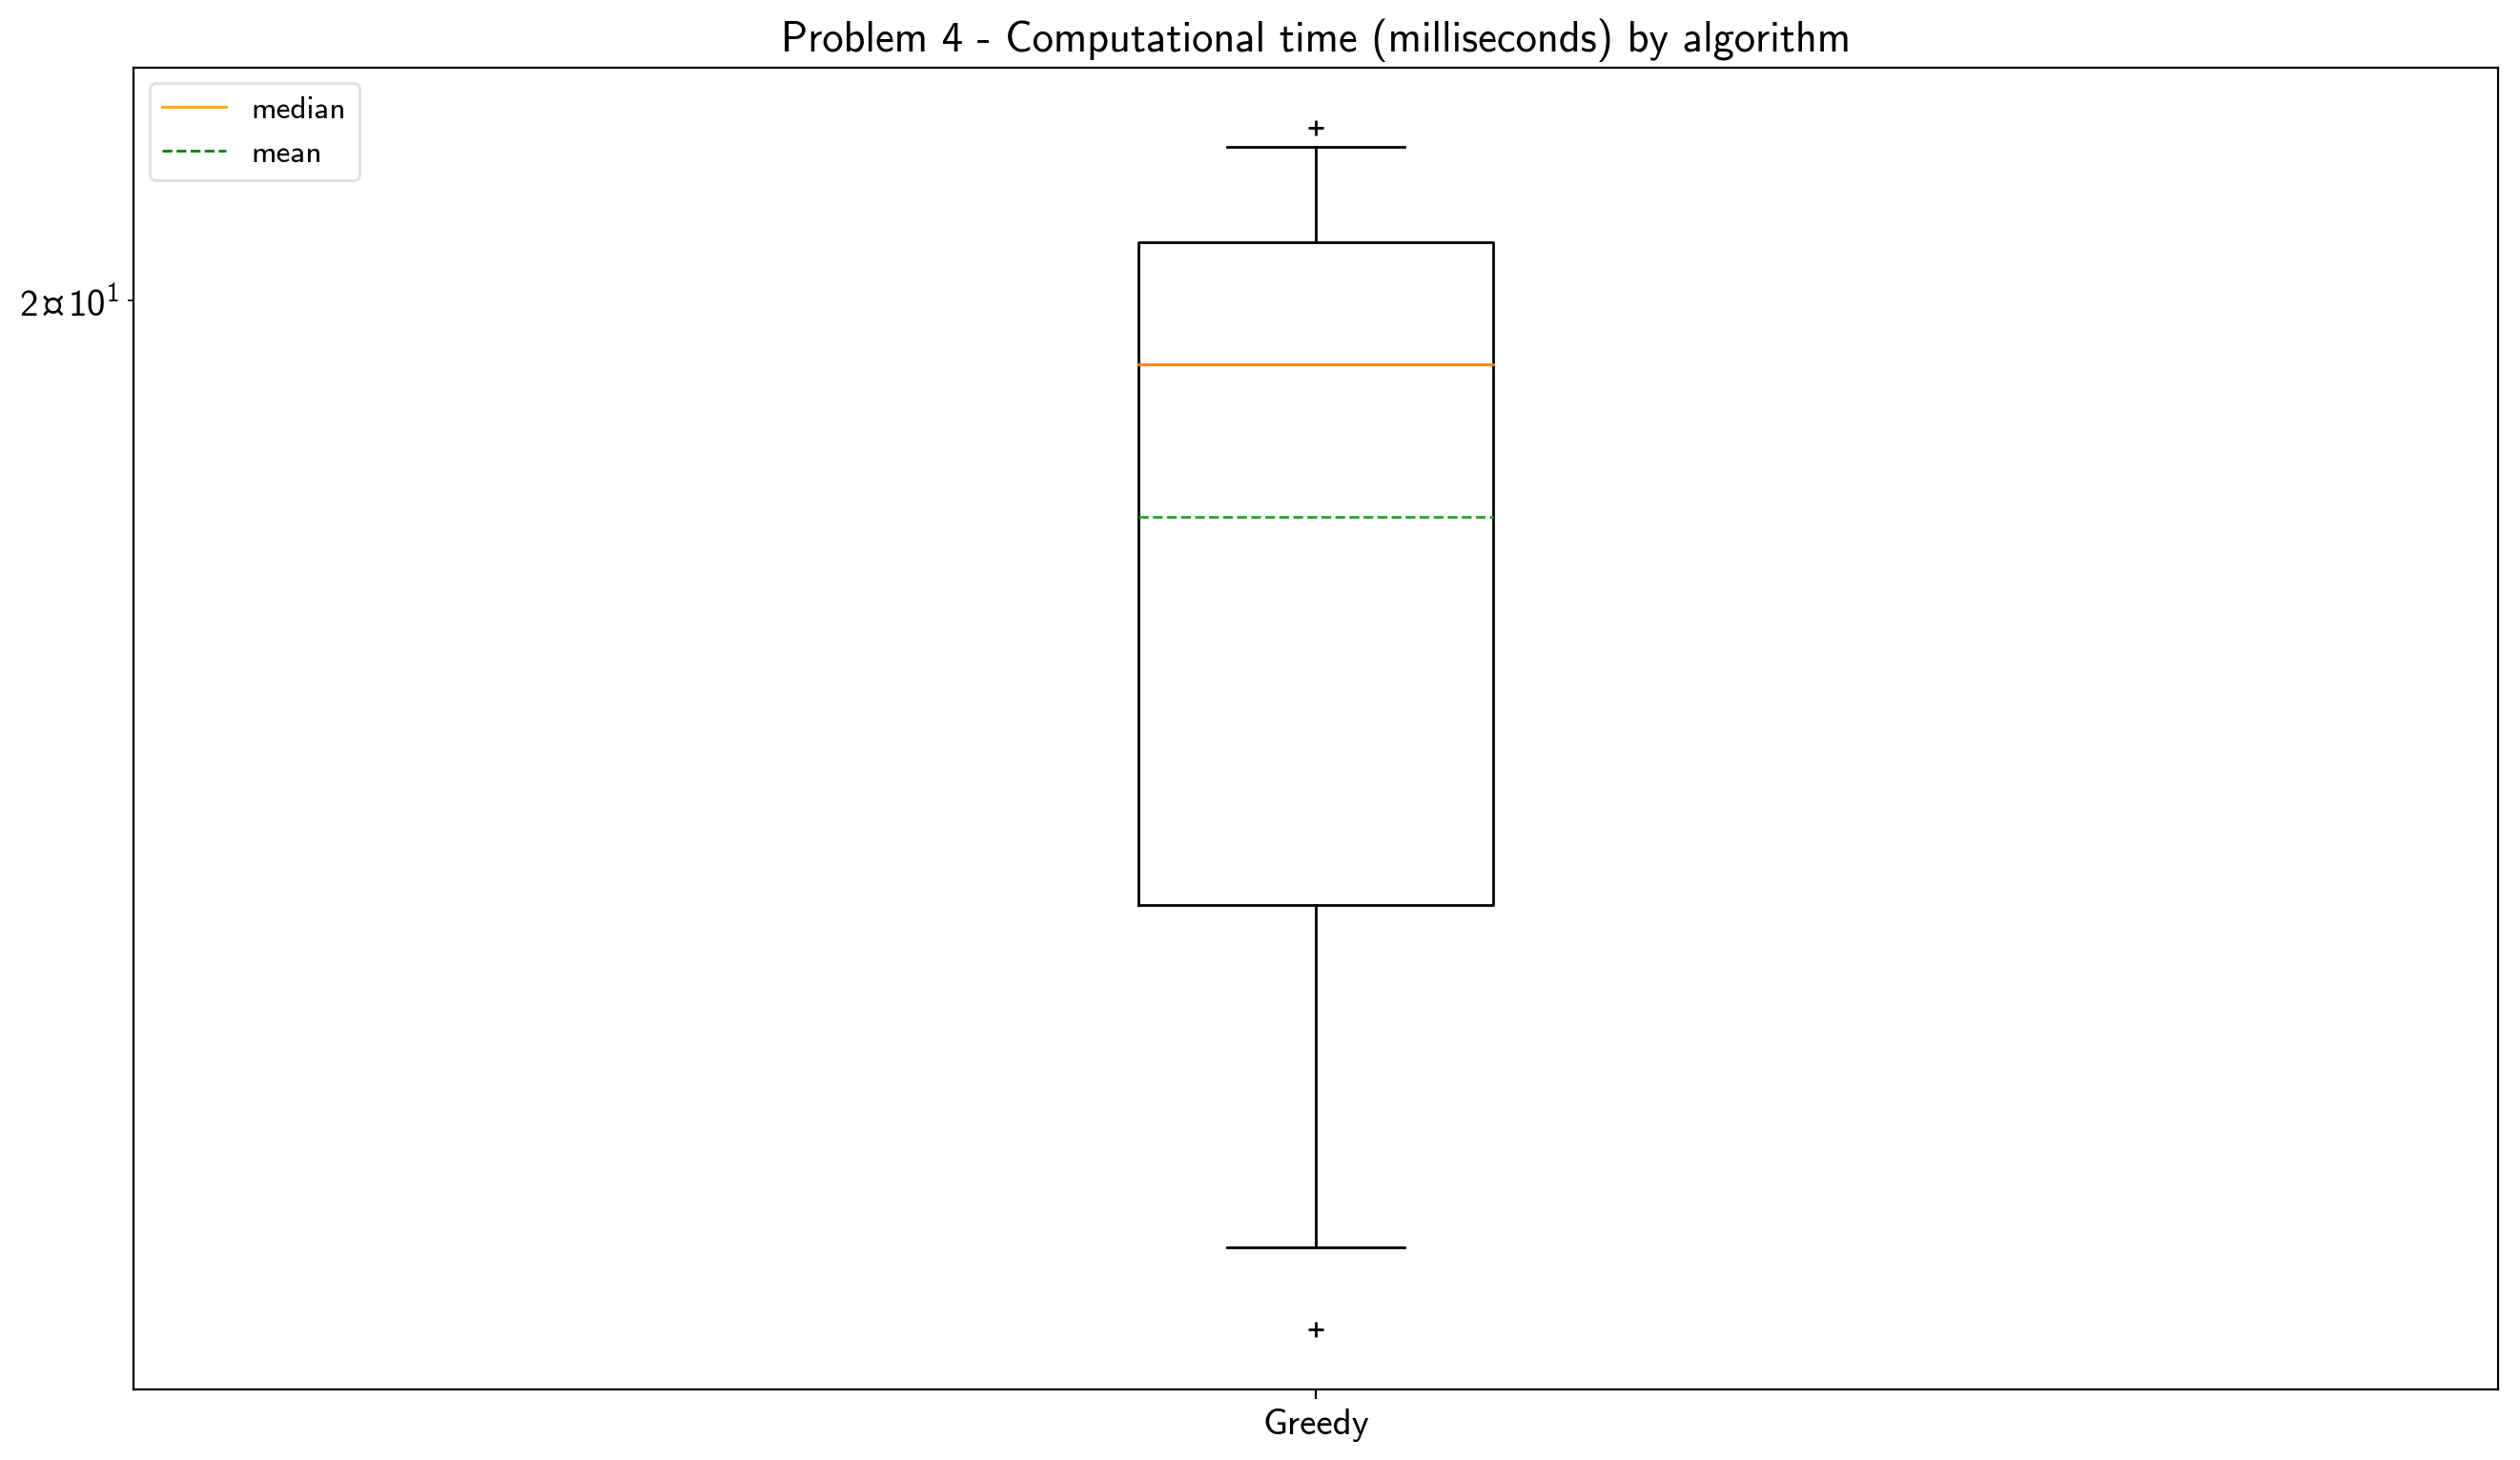 Problem 4 - Computational time (milliseconds) by algorithm
median
mean
2¤10¹
Greedy